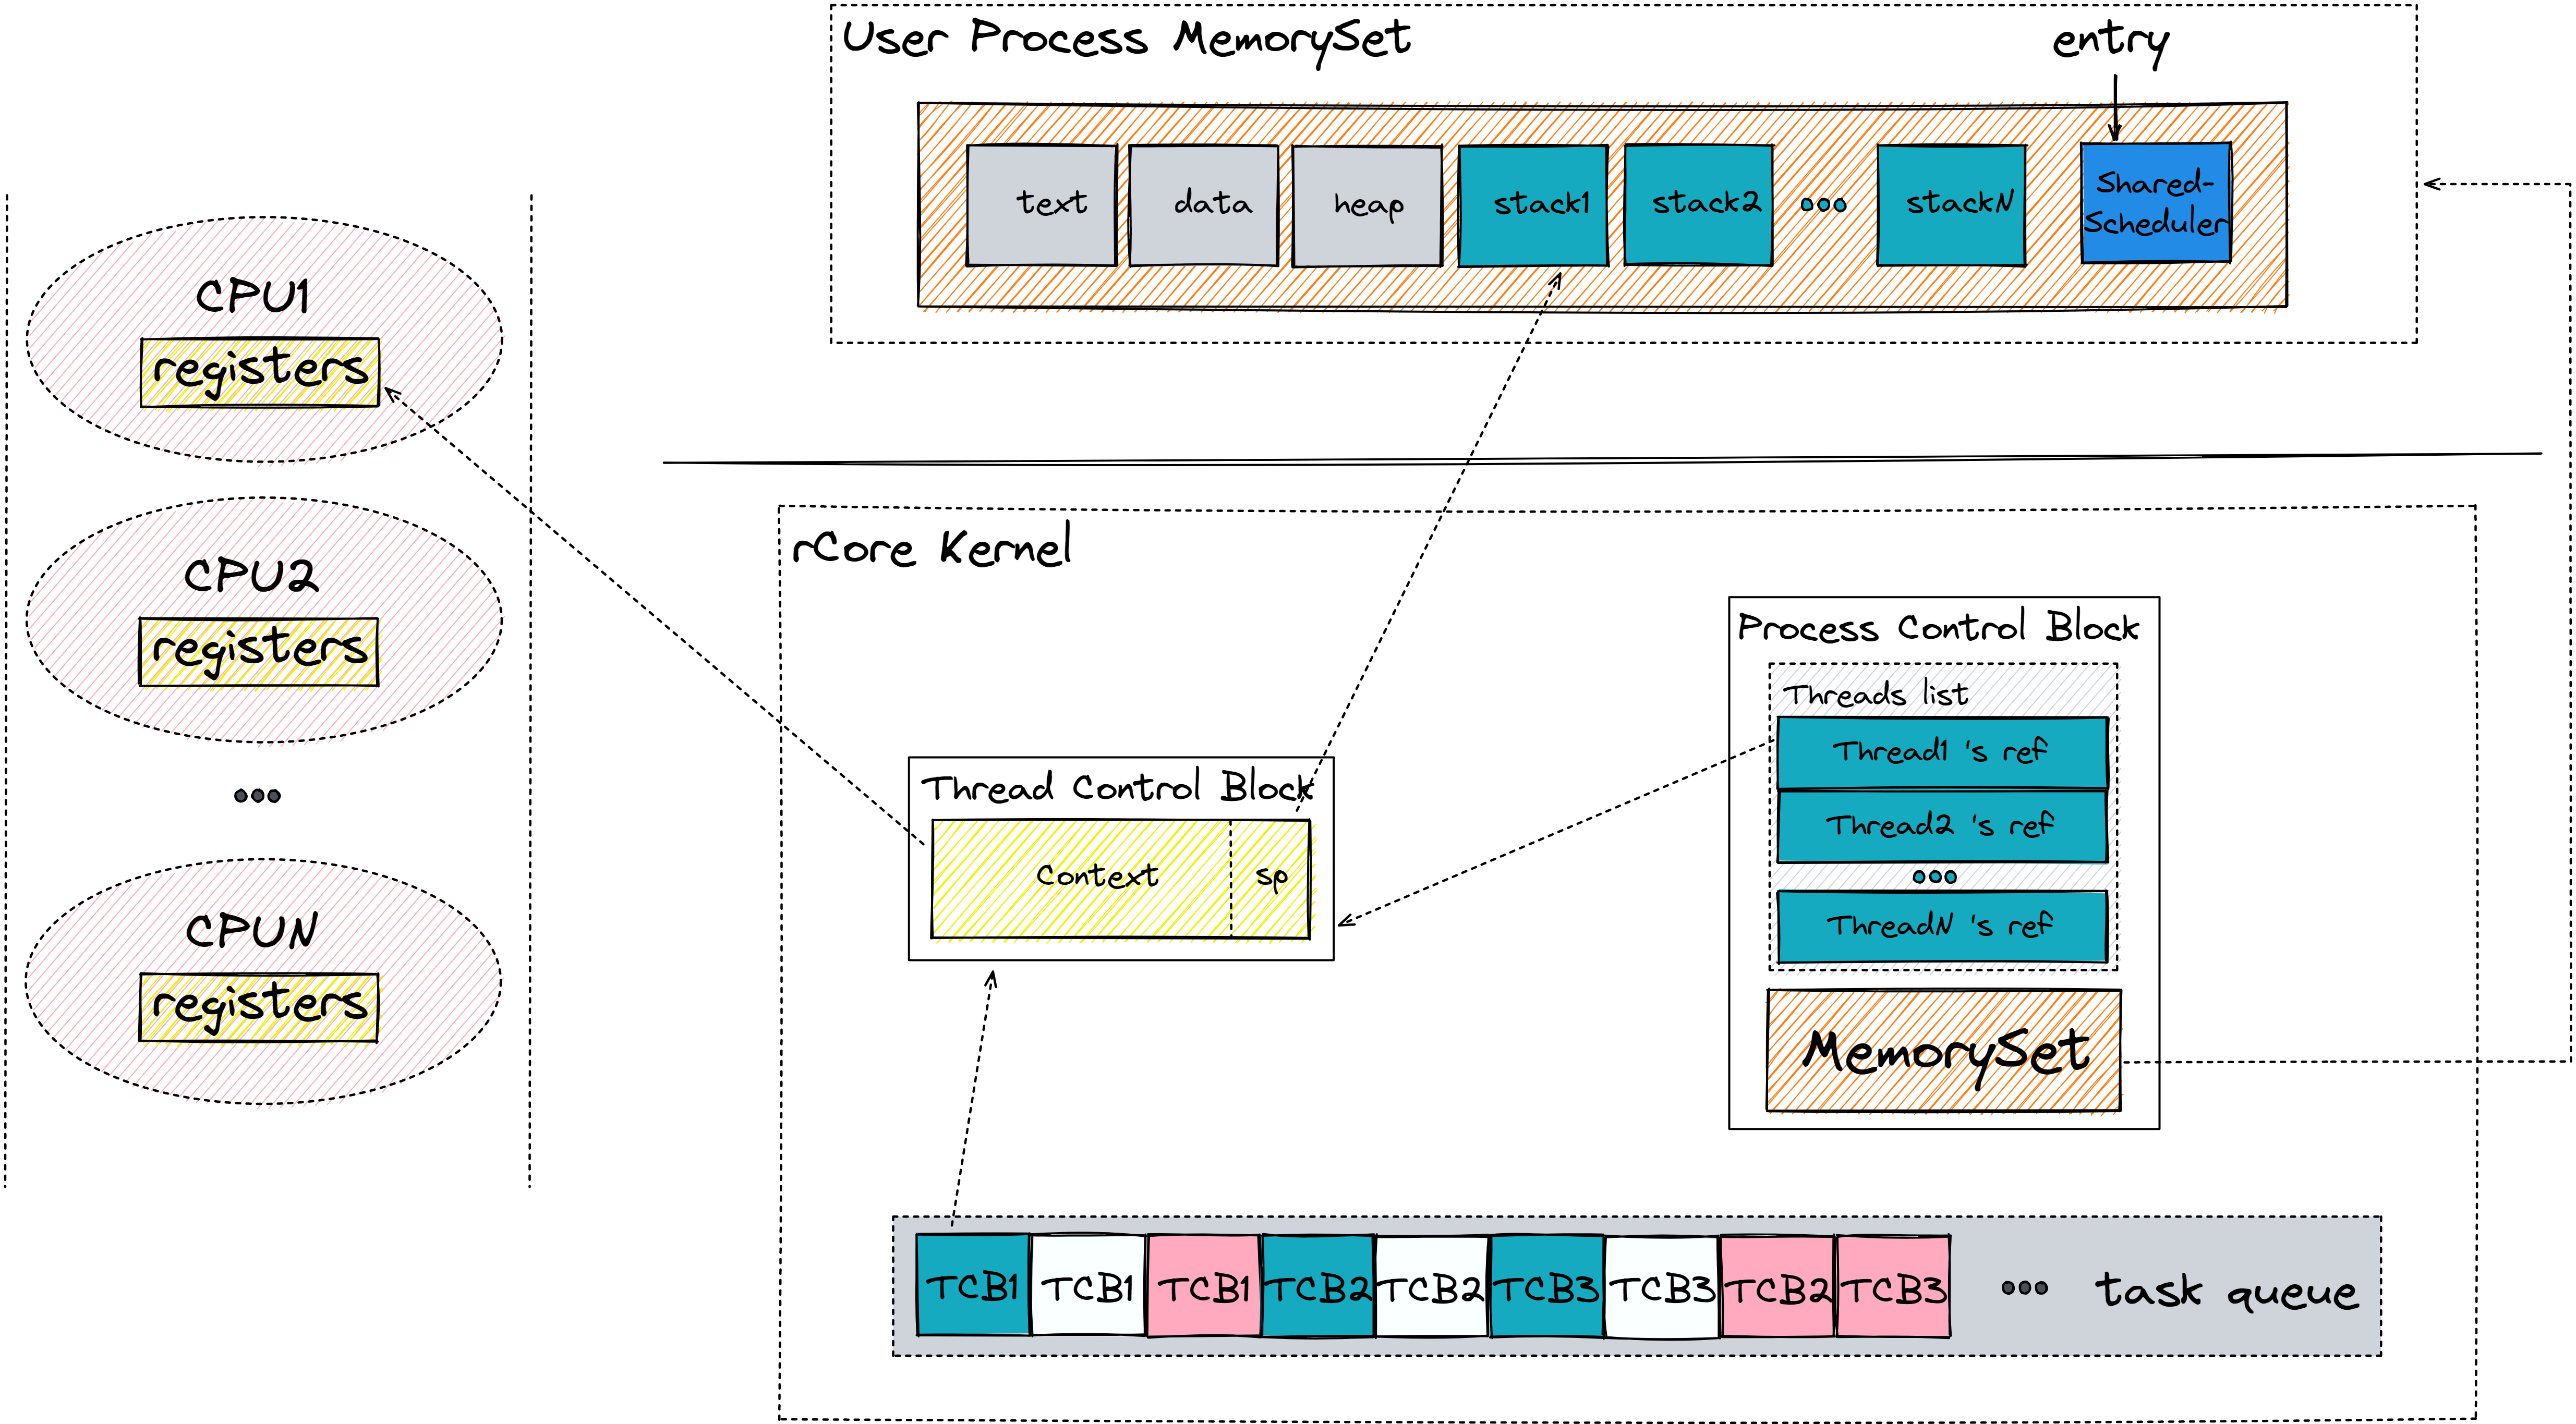 User Process MemorySet
entry
text
data
heap
stack1
stack2
stackN
Shared-
Scheduler
CPU1
registers
CPU2
registers
CPUN
registers
rCore Kernel
Thread Control Block
Context
sp
Process Control Block
Threads list
Thread1 's ref
Thread2 's ref
ThreadN 's ref
MemorySet
TCB1
TCB1
TCB1
TCB2
TCB2
TCB3
TCB3
TCB2
TCB3
task queue